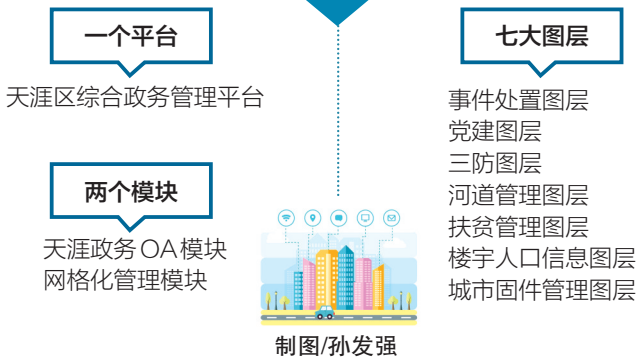 一个平台
天涯区综合政务管理平台
两个模块
天涯政务OA模块
网格化管理模块
七大图层
事件处置图层
党建图层
三防图层
河道管理图层
扶贫管理图层
楼宇人口信息图层
城市固件管理图层
制图/孙发强